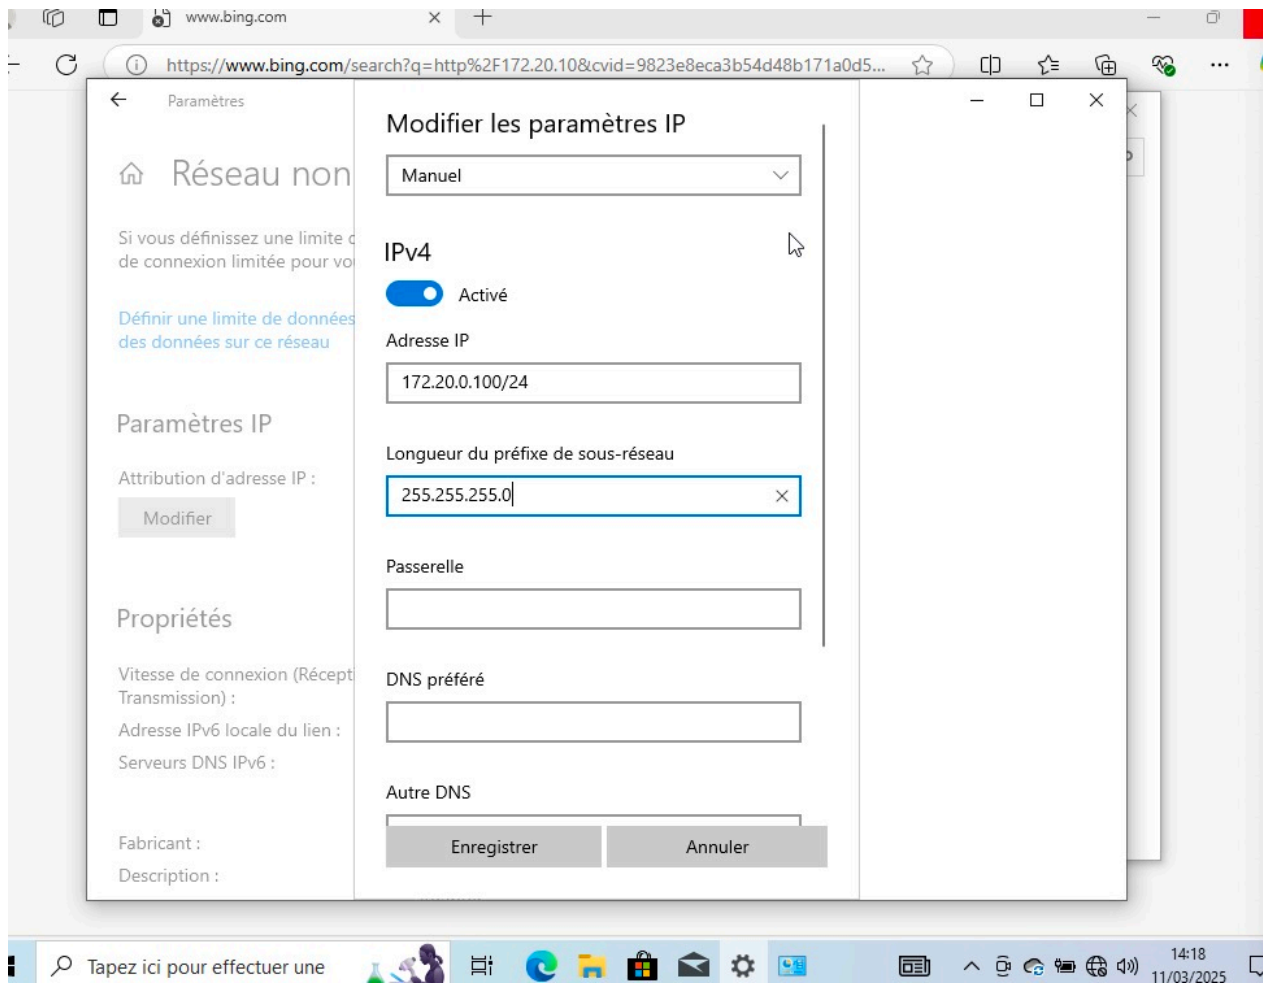 www.bing.com
https://www.bing.com/search?q=http%2F172.20.10&cvid=9823e8eca3b54d48b171a0d5...
Paramètres
Réseau non
Si vous définissez une limite
de connexion limitée pour
Définir une limite de données
des données sur ce réseau
Paramètres IP
Attribution d'adresse IP :
Modifier
Propriétés
Vitesse de connexion
Transmission) :
Adresse IPv6 locale du lien :
Serveurs DNS IPv6 :
Fabricant :
Description :
Modifier les paramètres IP
Manuel
IPv4
Activé
Adresse IP
172.20.0.100/24
Longueur du préfixe de sous-réseau
255.255.255.0
Passerelle
DNS préféré
Autre DNS
Enregistrer
Annuler
Tapez ici pour effectuer une
14:18
11/03/2025